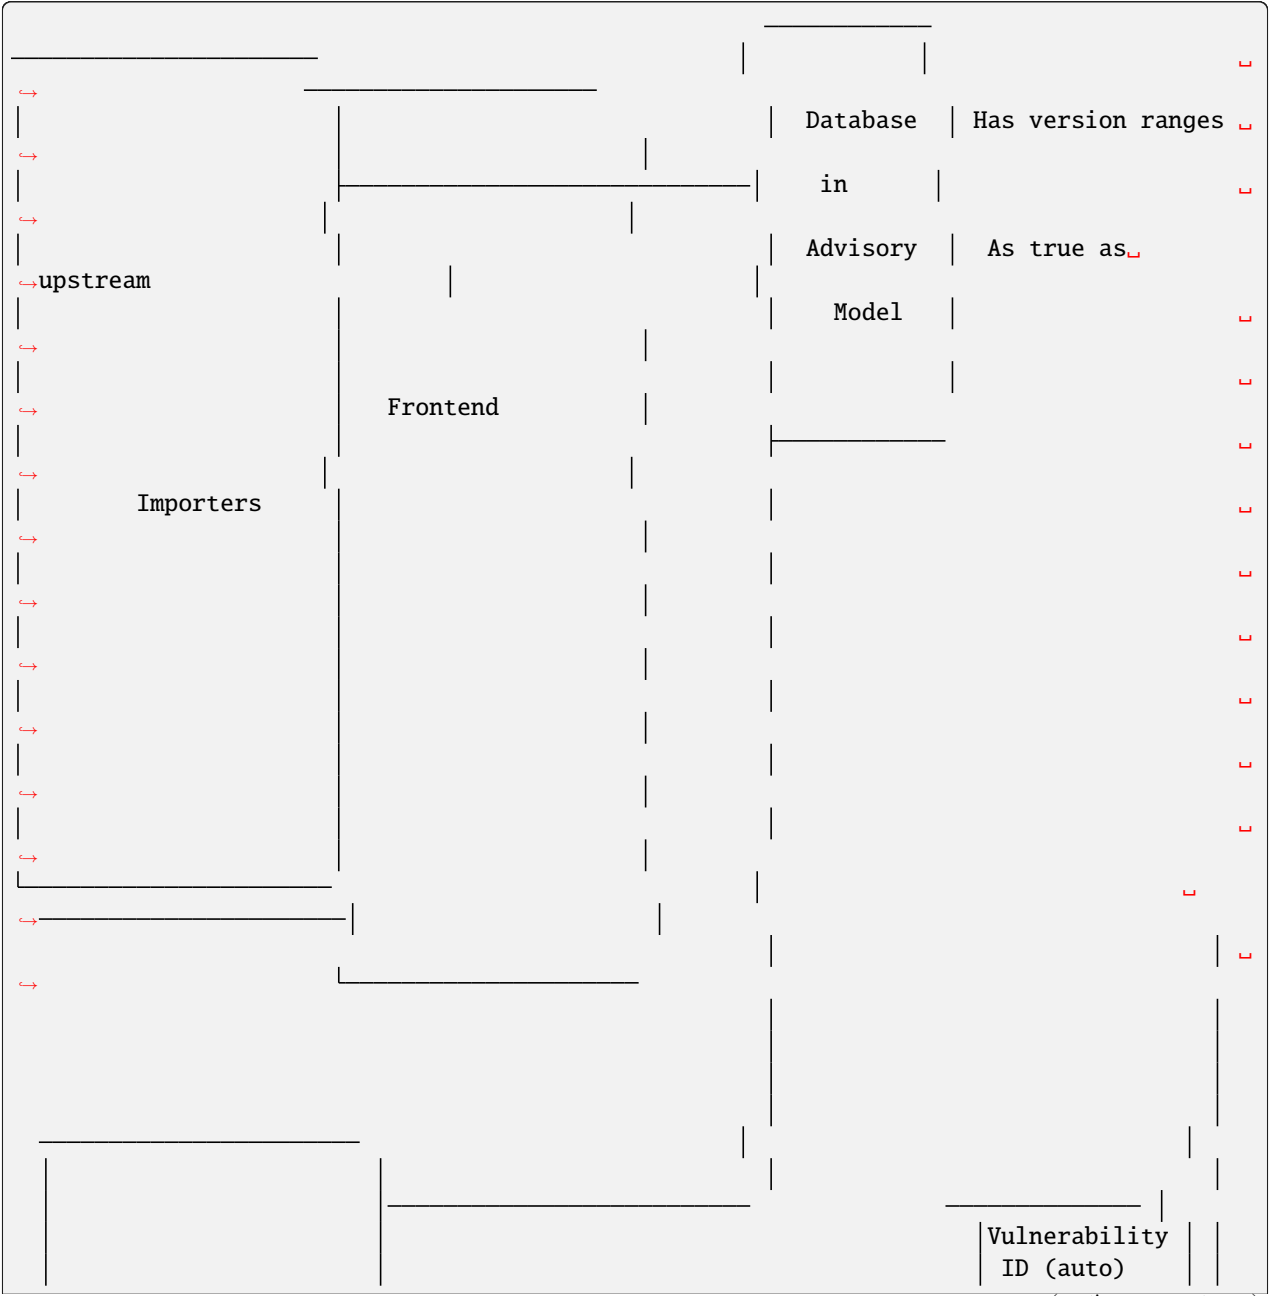 Database Has version ranges
in
Advisory As true as
upstream
Model
Frontend
Importers
Vulnerability
ID (auto)